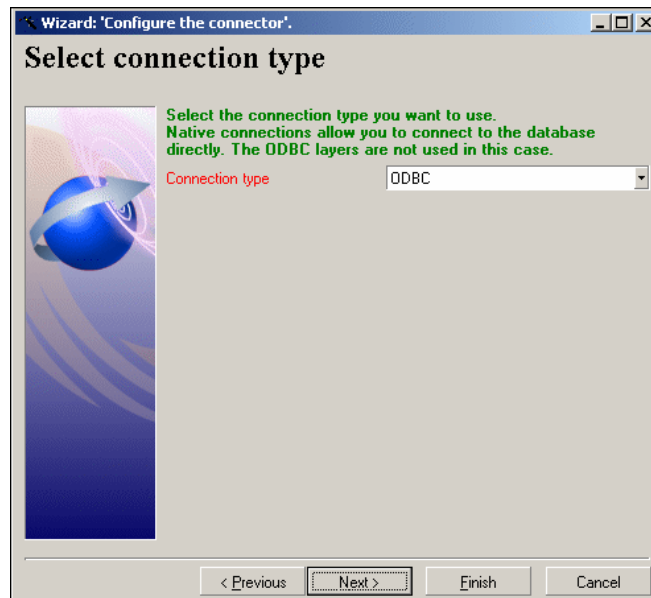 Wizard: 'Configure the connector'.
Select connection type
Select the connection type you want to use.
Native connections allow you to connect to the database
directly. The ODBC layers are not used in this case.
Connection type ODBC
< Previous Next > Finish Cancel